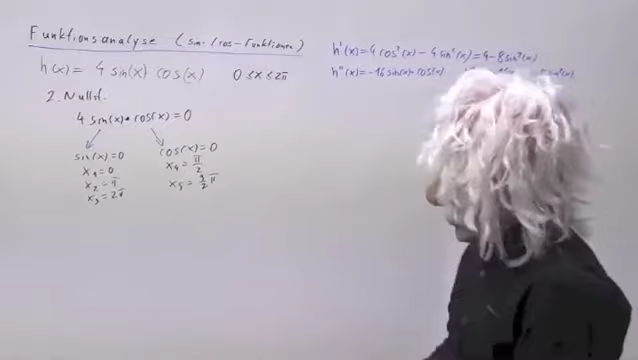 Funktionsanalyse (sin-/cos-Funktionen)
h(x) = 4 sin(x) cos(x) 0 ≤ x ≤ 2π
2. Nullst.
4 sin(x) • cos(x) = 0
sin(x) = 0 cos(x) = 0
x₁ = 0 x₄ = π/2
x₂ = π x₅ = 3/2 π
x₃ = 2π
h'(x) = 4 cos²(x) − 4 sin²(x) = 4 − 8 sin²(x)
h''(x) = −16 sin(x) · cos(x)